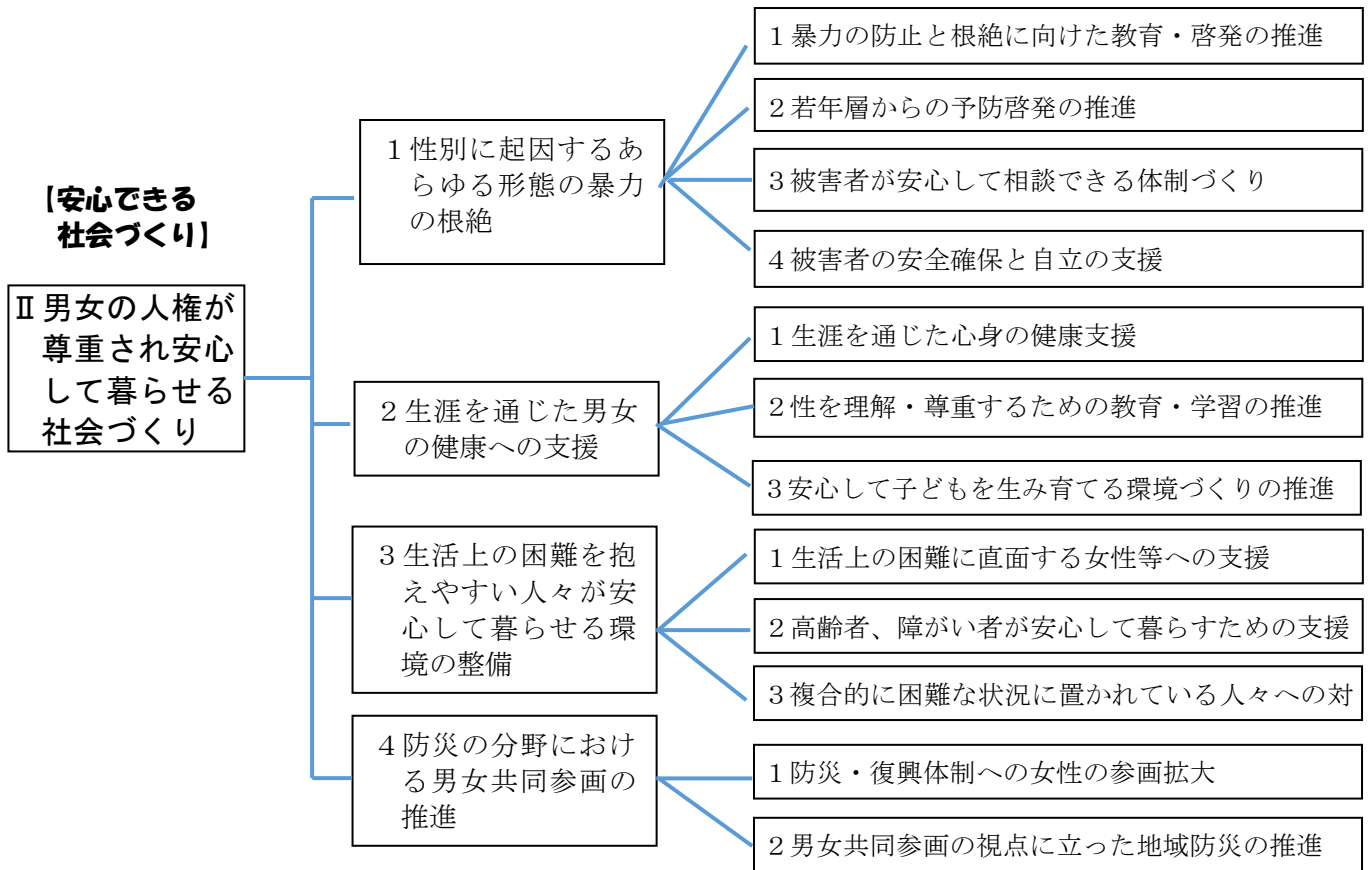 【安心できる
社会づくり】
Ⅱ男女の人権が
尊重され安心
して暮らせる
社会づくり
１性別に起因するあ
らゆる形態の暴力
の根絶
１暴力の防止と根絶に向けた教育・啓発の推進
２若年層からの予防啓発の推進
３被害者が安心して相談できる体制づくり
４被害者の安全確保と自立の支援
２生涯を通じた男女
の健康への支援
１生涯を通じた心身の健康支援
２性を理解・尊重するための教育・学習の推進
３安心して子どもを生み育てる環境づくりの推進
３生活上の困難を抱
えやすい人々が安
心して暮らせる環
境の整備
１生活上の困難に直面する女性等への支援
２高齢者、障がい者が安心して暮らすための支援
３複合的に困難な状況に置かれている人々への対
４防災の分野におけ
る男女共同参画の
推進
１防災・復興体制への女性の参画拡大
２男女共同参画の視点に立った地域防災の推進